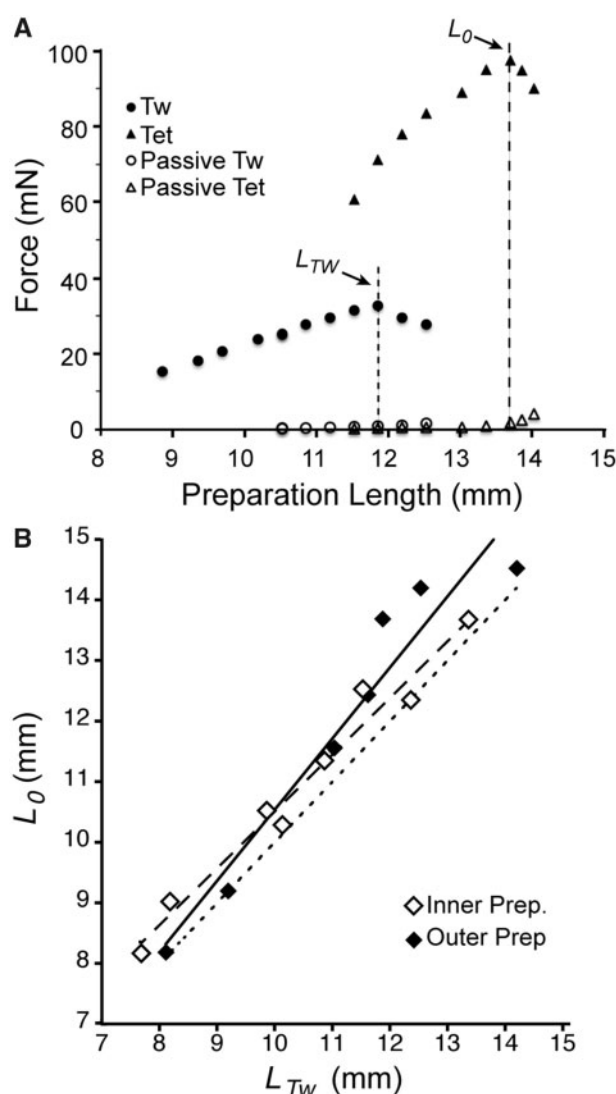 A
100
80
60
40
20
0
Force (mN)
Tw
Tet
Passive Tw
Passive Tet
L0
LTW
8 9 10 11 12 13 14 15
Preparation Length (mm)
B
15
14
13
12
11
10
9
8
7
L0 (mm)
Inner Prep.
Outer Prep
7 8 9 10 11 12 13 14 15
LTw (mm)